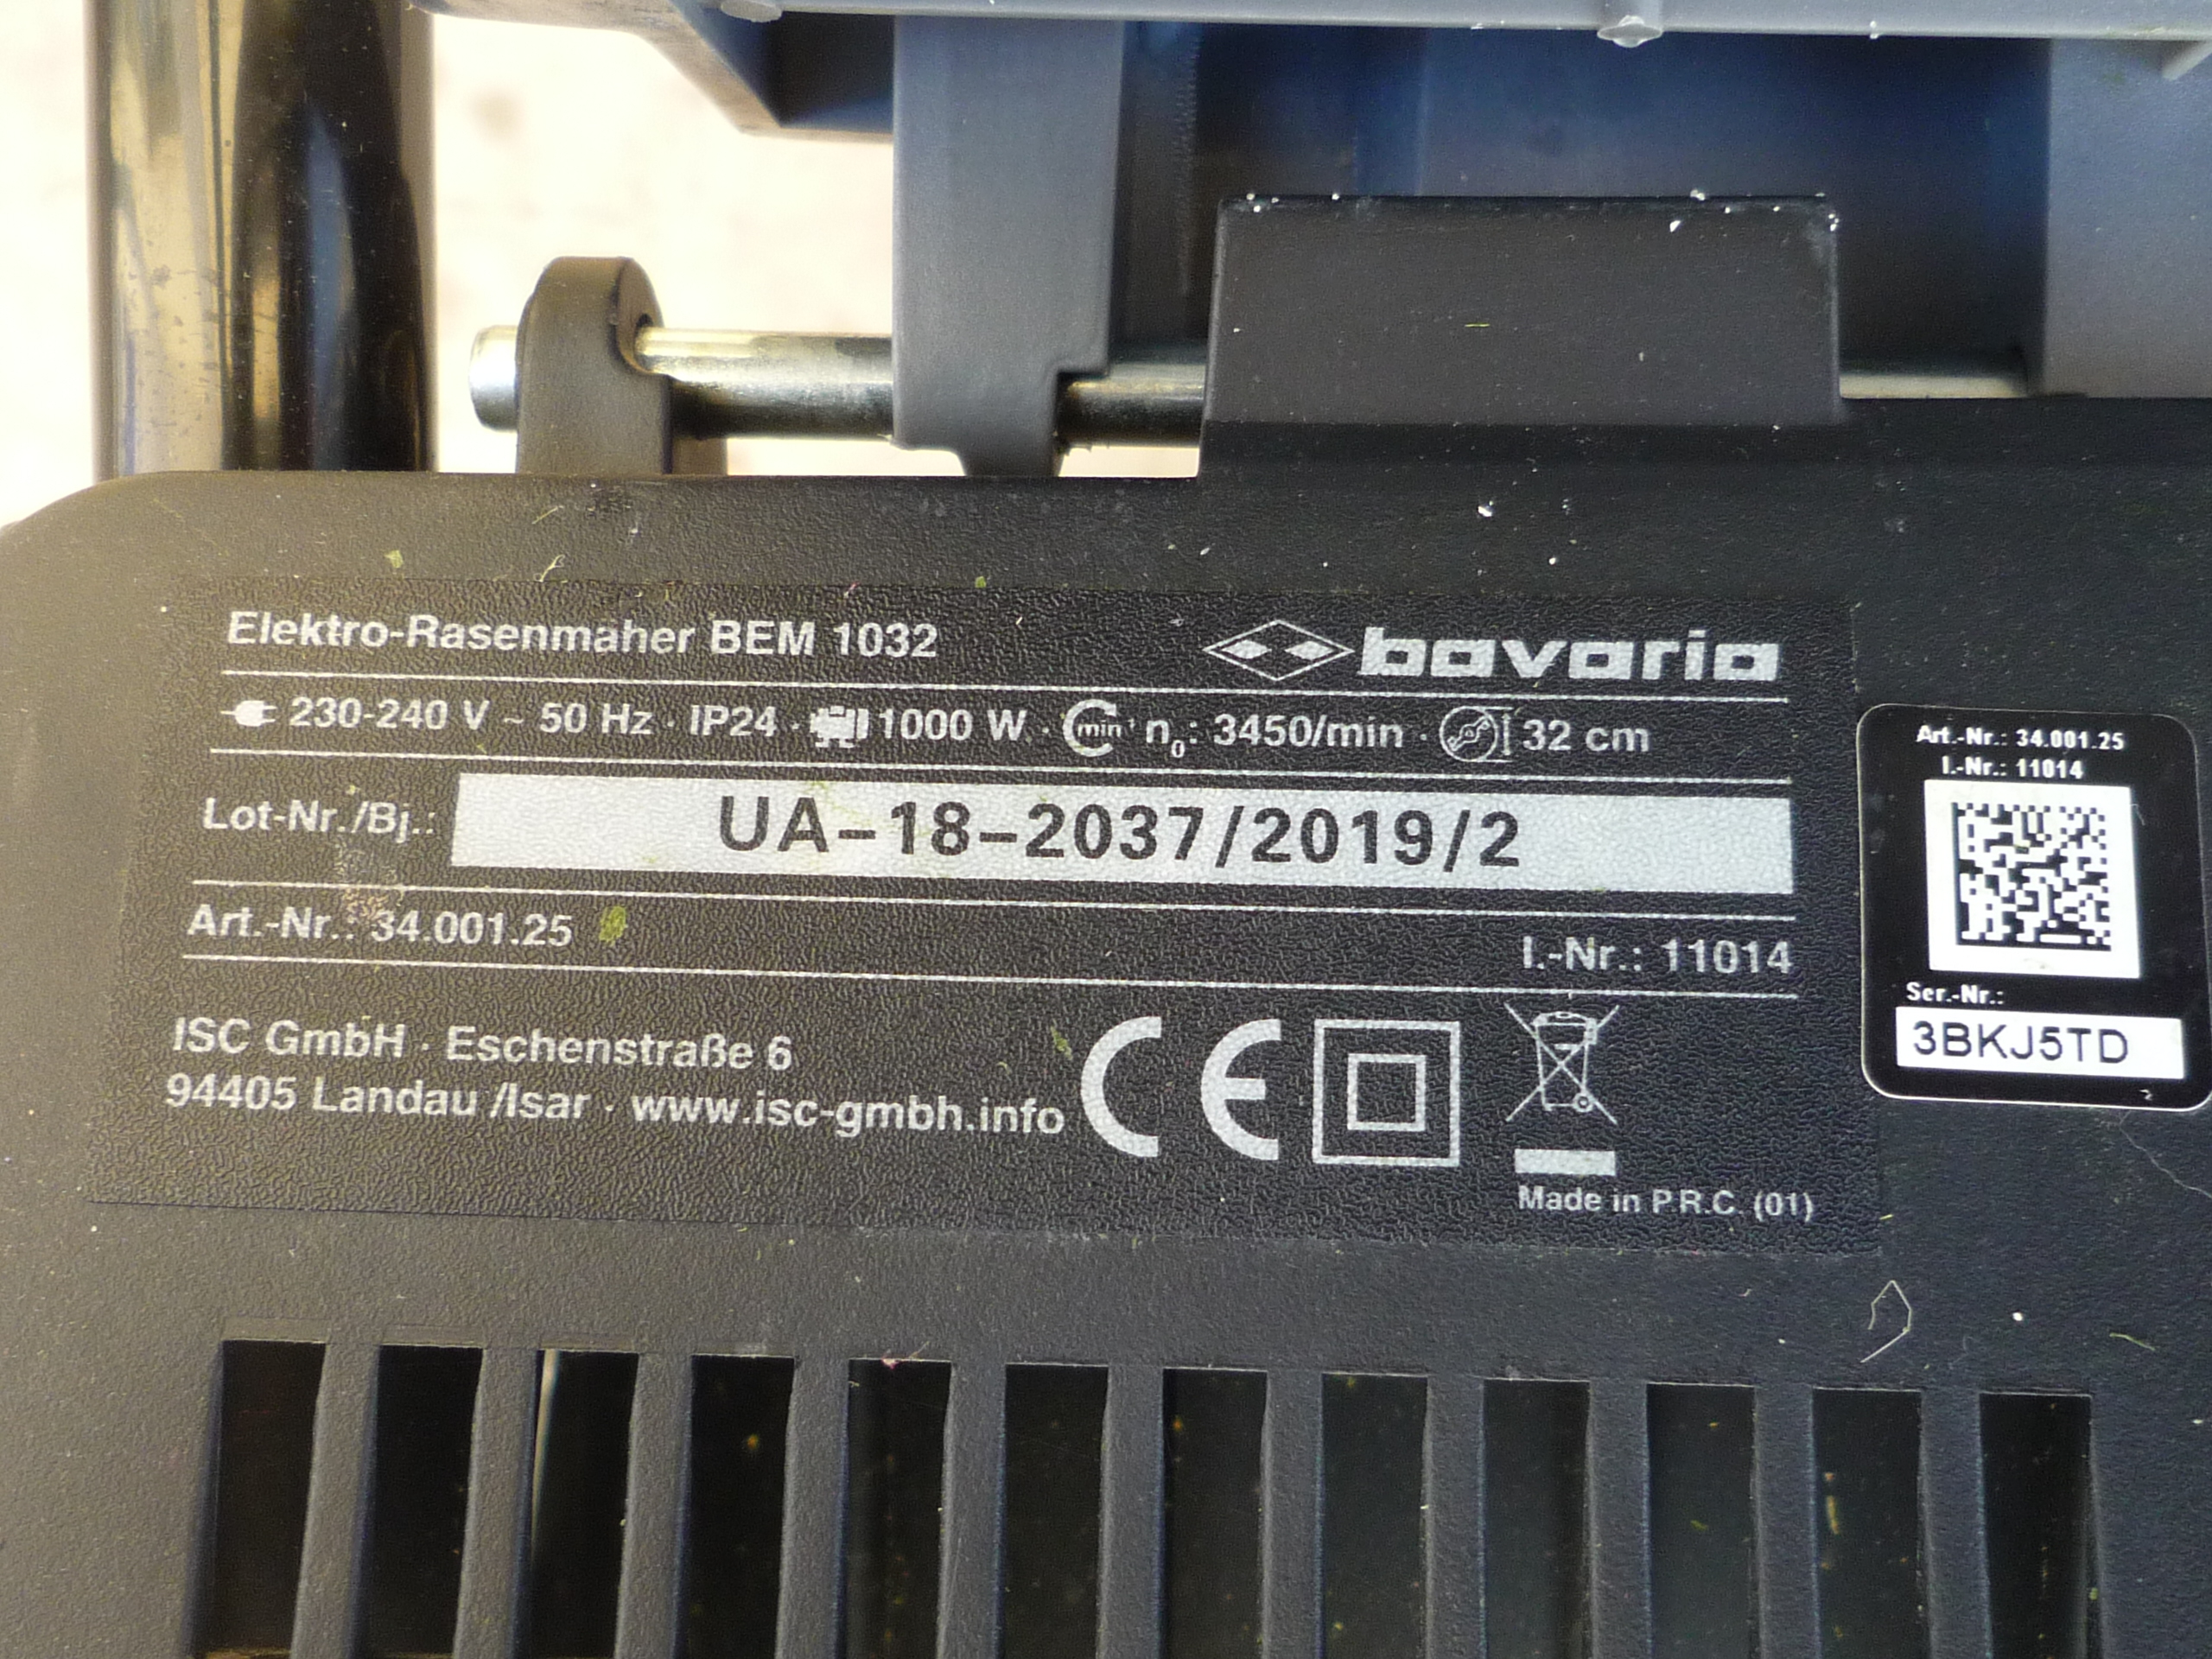 Elektro-Rasenmaher BEM 1032
bavaria
230-240 V ~ 50 Hz · IP24 · 1000 W · min⁻¹ n₀: 3450/min · 32 cm
Lot-Nr./Bj.: UA-18-2037/2019/2
Art.-Nr.: 34.001.25
I.-Nr.: 11014
ISC GmbH · Eschenstraße 6
94405 Landau /Isar · www.isc-gmbh.info
CE
Made in P.R.C. (01)
Art.-Nr.: 34.001.25
I.-Nr.: 11014
Ser.-Nr.:
3BKJ5TD